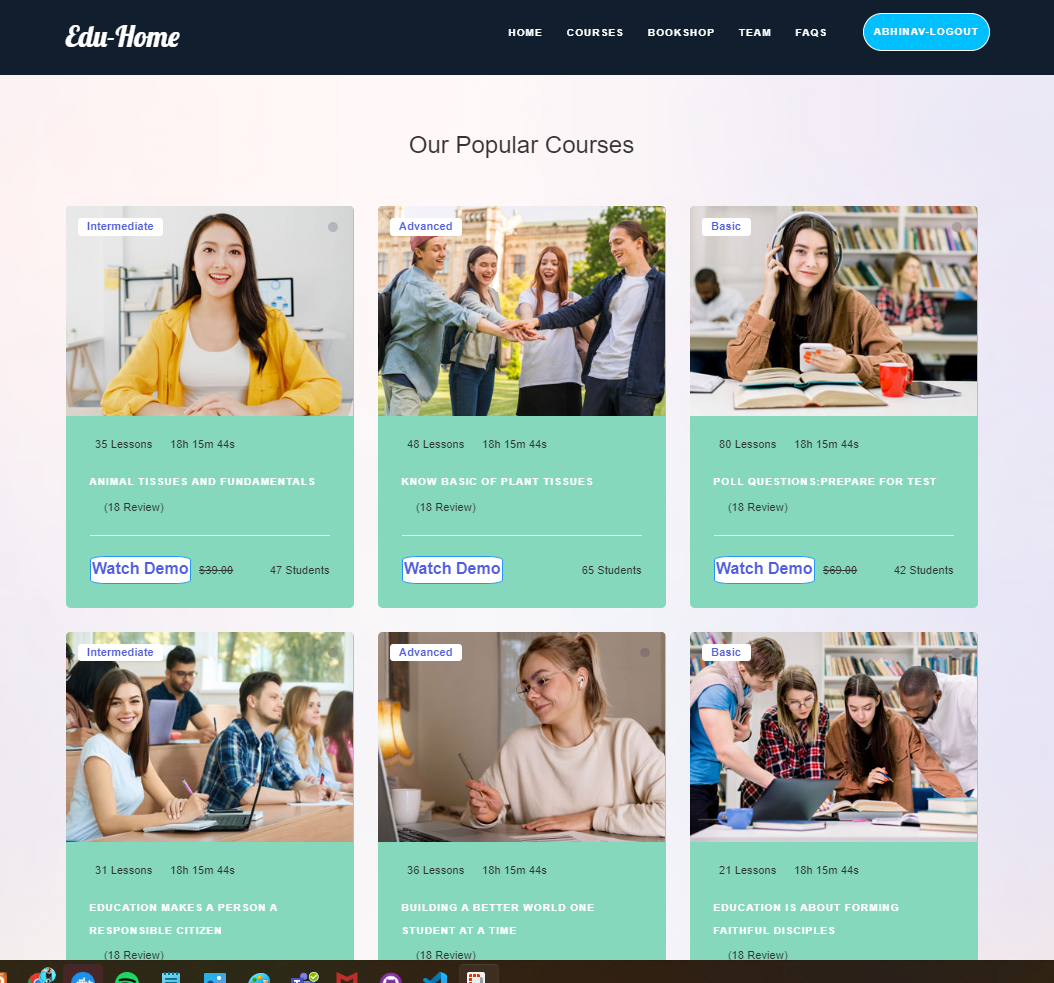 Edu-Home
HOME COURSES BOOKSHOP TEAM FAQS ABHINAV-LOGOUT
Our Popular Courses
Intermediate
35 Lessons 18h 15m 44s
ANIMAL TISSUES AND FUNDAMENTALS
(18 Review)
Watch Demo $39.00 47 Students
Advanced
48 Lessons 18h 15m 44s
KNOW BASIC OF PLANT TISSUES
(18 Review)
Watch Demo 65 Students
Basic
80 Lessons 18h 15m 44s
POLL QUESTIONS:PREPARE FOR TEST
(18 Review)
Watch Demo $69.00 42 Students
Intermediate
31 Lessons 18h 15m 44s
EDUCATION MAKES A PERSON A
RESPONSIBLE CITIZEN
(18 Review)
Advanced
36 Lessons 18h 15m 44s
BUILDING A BETTER WORLD ONE
STUDENT AT A TIME
(18 Review)
Basic
21 Lessons 18h 15m 44s
EDUCATION IS ABOUT FORMING
FAITHFUL DISCIPLES
(18 Review)